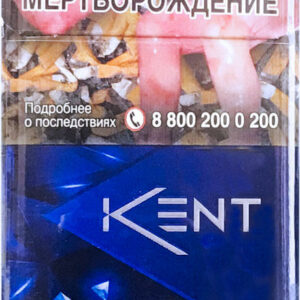 МЕРТВОРОЖДЕНИЕ
Подробнее
о последствиях
8 800 200 0 200
KENT